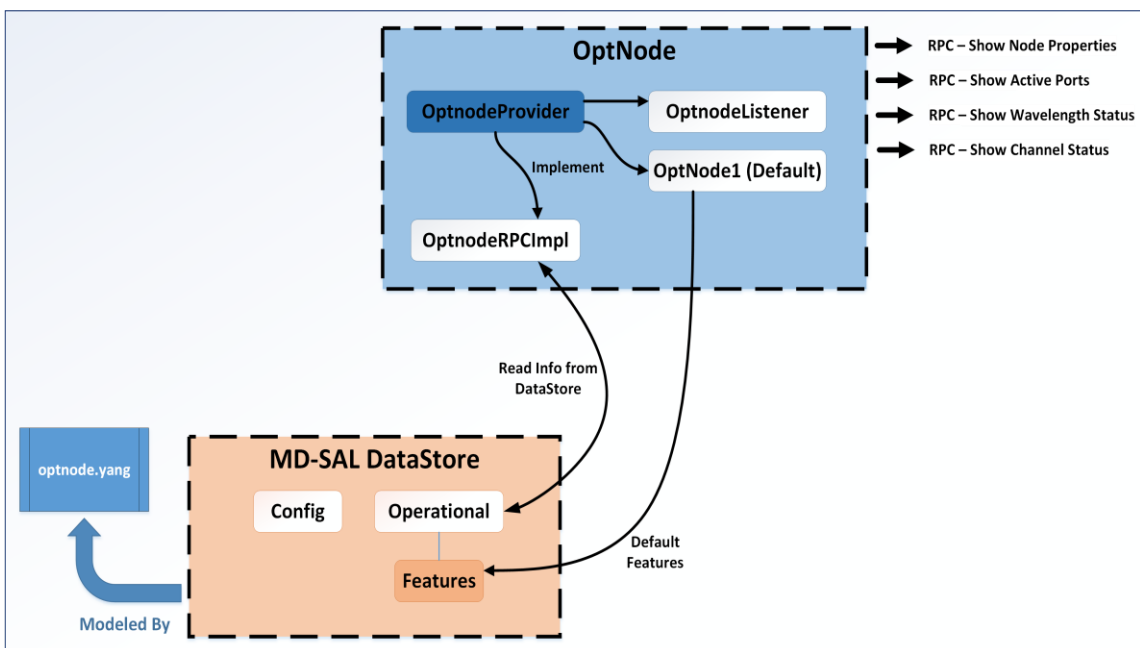 OptNode
OptnodeProvider
OptnodeListener
Implement
OptNode1 (Default)
OptnodeRPCImpl
RPC – Show Node Properties
RPC – Show Active Ports
RPC – Show Wavelength Status
RPC – Show Channel Status
Read Info from
DataStore
optnode.yang
MD-SAL DataStore
Config
Operational
Features
Default
Features
Modeled By